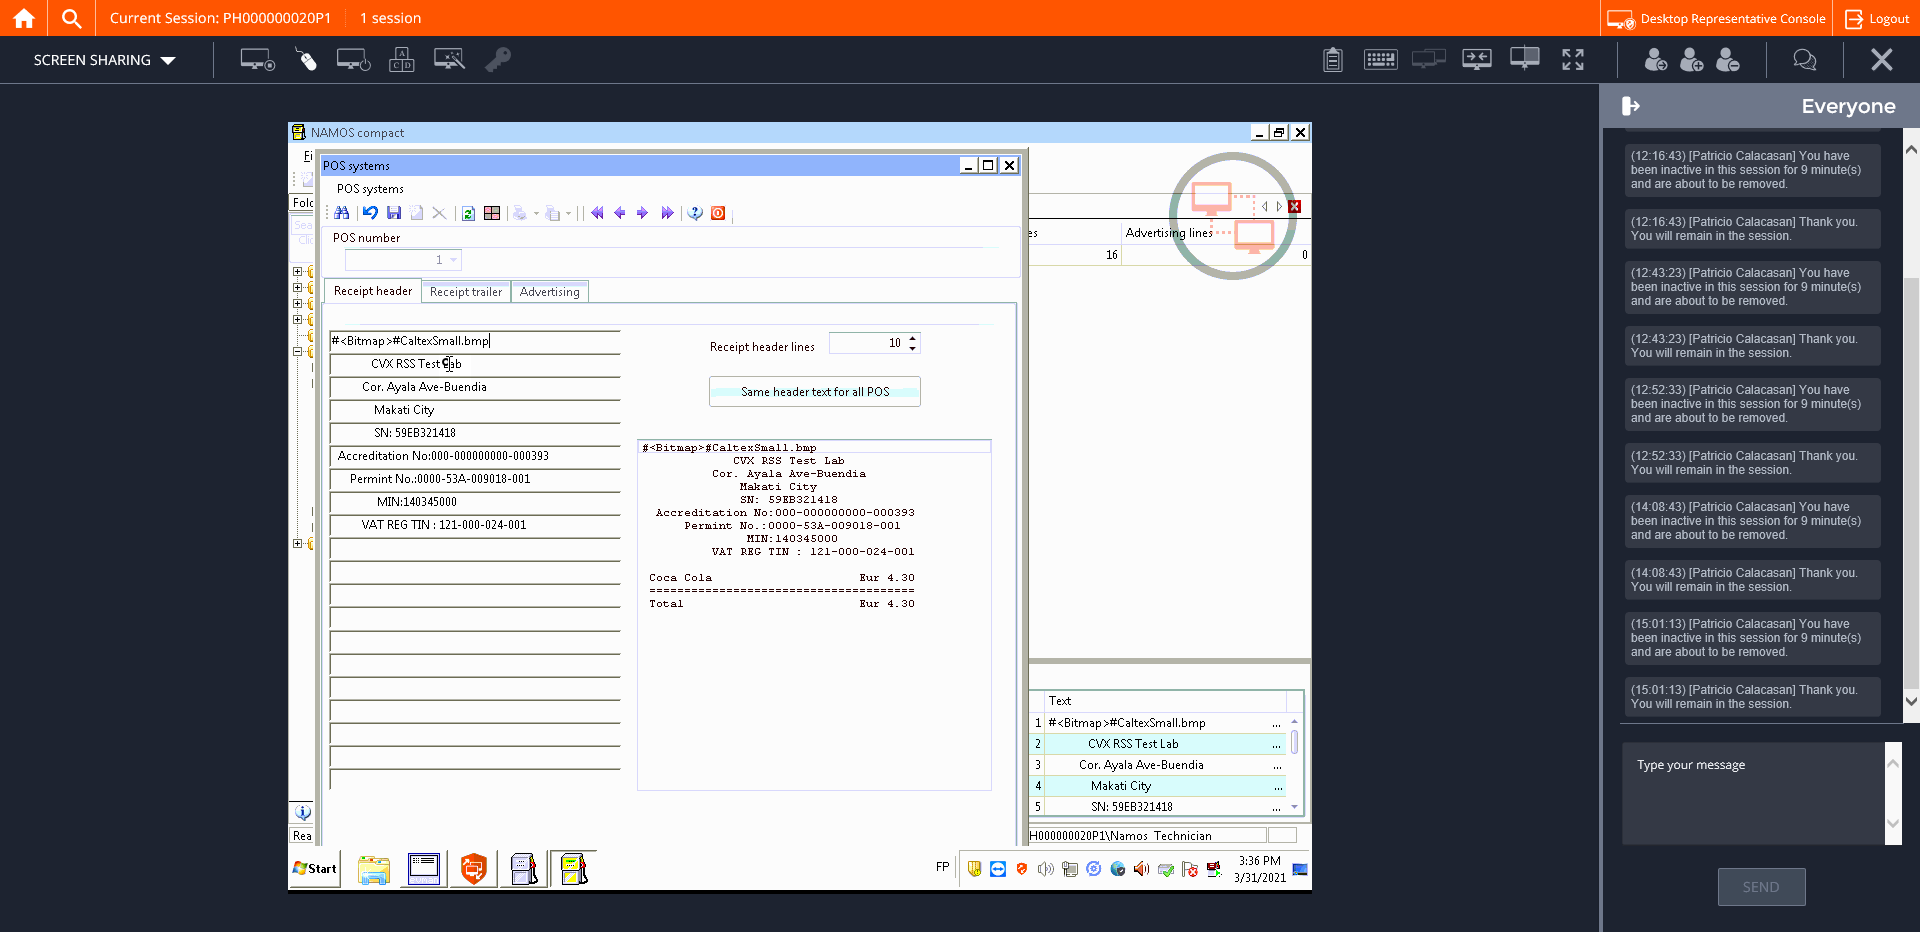 Current Session: PH000000020P1
1 session
Desktop Representative Console
Logout
SCREEN SHARING
Everyone
NAMOS compact
POS systems
POS systems
POS number
1
Receipt header
Receipt trailer
Advertising
#<Bitmap>#CaltexSmall.bmp
CVX RSS Test Lab
Cor. Ayala Ave-Buendia
Makati City
SN: 59EB321418
Accreditation No:000-000000000-000393
Permint No.:0000-53A-009018-001
MIN:140345000
VAT REG TIN : 121-000-024-001
Receipt header lines
10
Same header text for all POS
#<Bitmap>#CaltexSmall.bmp
CVX RSS Test Lab
Cor. Ayala Ave-Buendia
Makati City
SN: 59EB321418
Accreditation No:000-000000000-000393
Permint No.:0000-53A-009018-001
MIN:140345000
VAT REG TIN : 121-000-024-001
Coca Cola Eur 4.30
======================================
Total Eur 4.30
Advertising lines
16
0
Text
1 #<Bitmap>#CaltexSmall.bmp ...
2 CVX RSS Test Lab ...
3 Cor. Ayala Ave-Buendia ...
4 Makati City ...
5 SN: 59EB321418 ...
H000000020P1\Namos Technician
Start
FP
3:36 PM
3/31/2021
(12:16:43) [Patricio Calacasan] You have
been inactive in this session for 9 minute(s)
and are about to be removed.
(12:16:43) [Patricio Calacasan] Thank you.
You will remain in the session.
(12:43:23) [Patricio Calacasan] You have
been inactive in this session for 9 minute(s)
and are about to be removed.
(12:43:23) [Patricio Calacasan] Thank you.
You will remain in the session.
(12:52:33) [Patricio Calacasan] You have
been inactive in this session for 9 minute(s)
and are about to be removed.
(12:52:33) [Patricio Calacasan] Thank you.
You will remain in the session.
(14:08:43) [Patricio Calacasan] You have
been inactive in this session for 9 minute(s)
and are about to be removed.
(14:08:43) [Patricio Calacasan] Thank you.
You will remain in the session.
(15:01:13) [Patricio Calacasan] You have
been inactive in this session for 9 minute(s)
and are about to be removed.
(15:01:13) [Patricio Calacasan] Thank you.
You will remain in the session.
Type your message
SEND